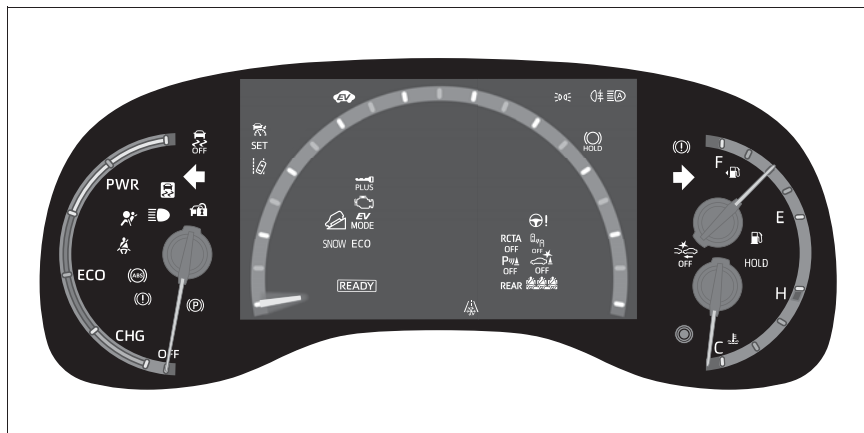 OFF
PWR
ECO
CHG
OFF
ABS
P
SET
EV
PLUS
EV
MODE
SNOW ECO
READY
A
HOLD
RCTA
OFF
OFF
P
OFF
OFF
REAR
F
E
HOLD
OFF
H
C